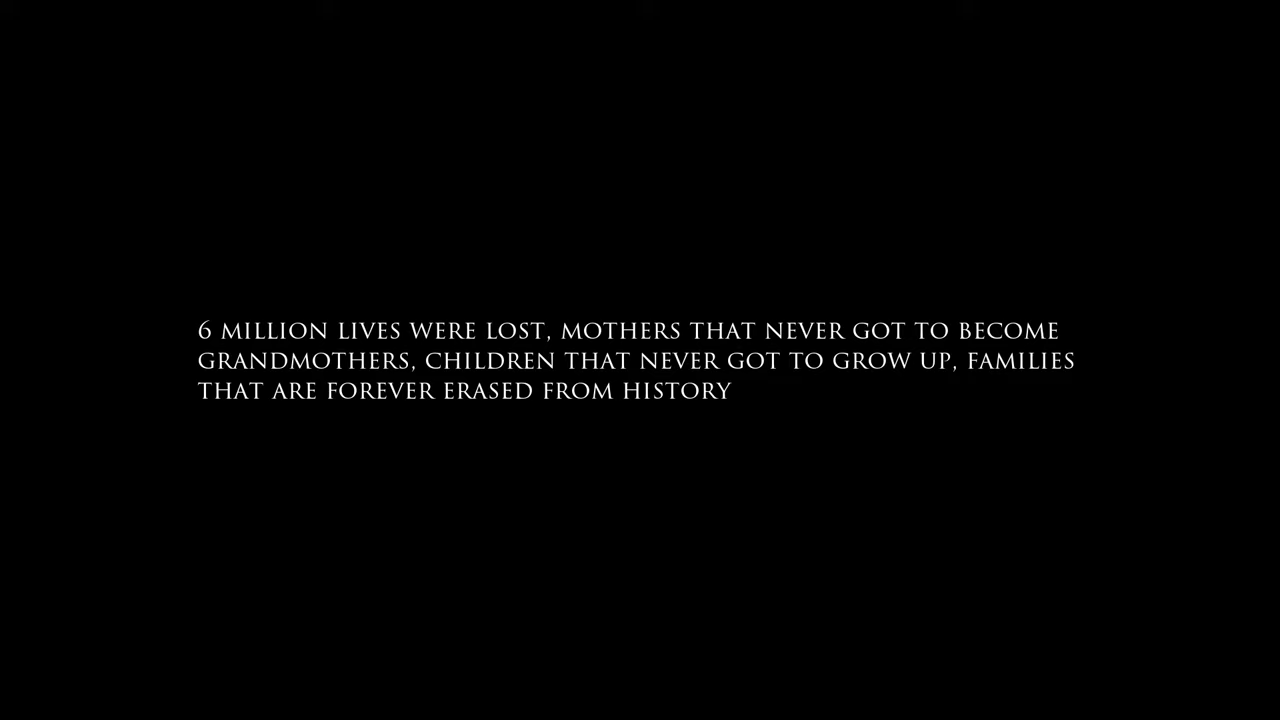 6 MILLION LIVES WERE LOST, MOTHERS THAT NEVER GOT TO BECOME
GRANDMOTHERS, CHILDREN THAT NEVER GOT TO GROW UP, FAMILIES
THAT ARE FOREVER ERASED FROM HISTORY